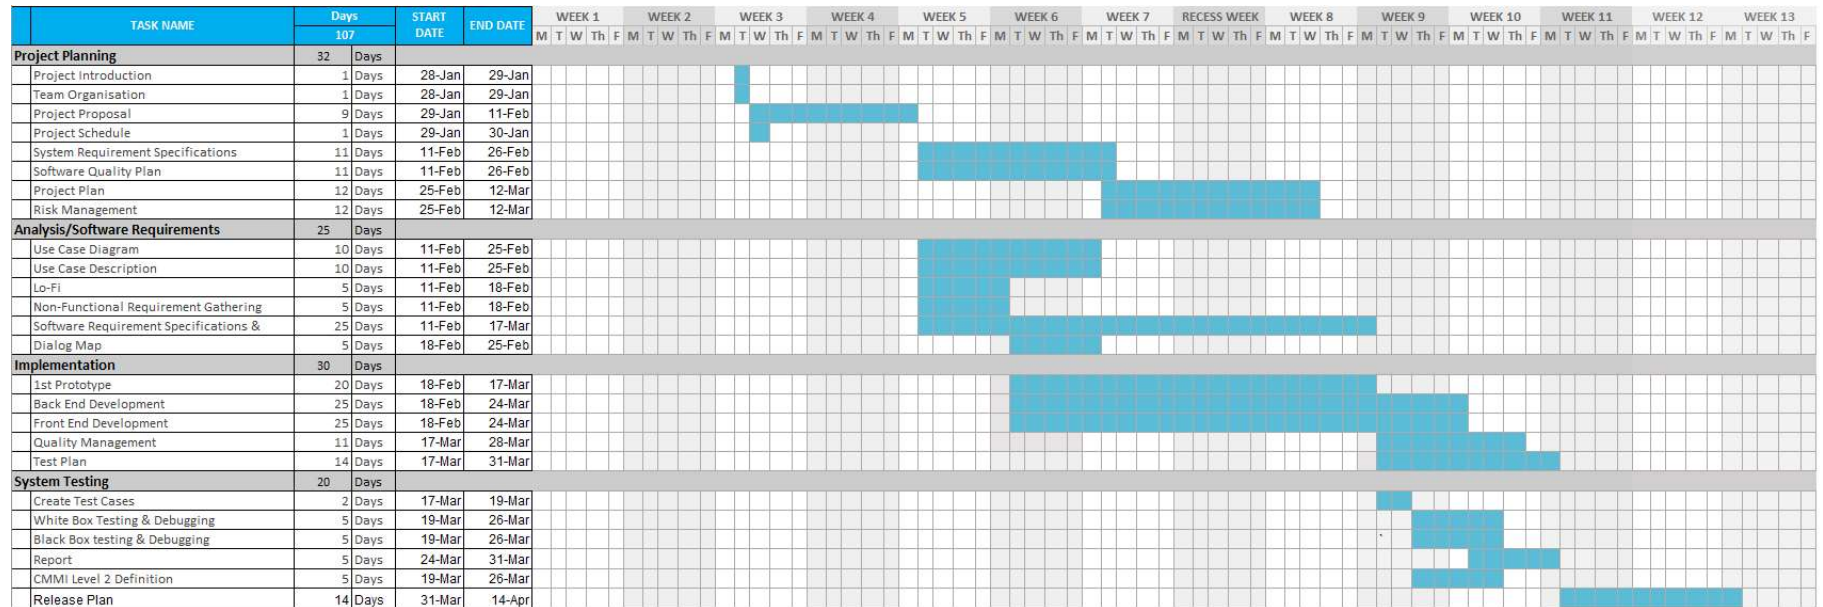 TASK NAME Days START DATE END DATE WEEK 1 WEEK 2 WEEK 3 WEEK 4 WEEK 5 WEEK 6 WEEK 7 RECESS WEEK WEEK 8 WEEK 9 WEEK 10 WEEK 11 WEEK 12 WEEK 13
107 M T W Th F M T W Th F M T W Th F M T W Th F M T W Th F M T W Th F M T W Th F M T W Th F M T W Th F M T W Th F M T W Th F M T W Th F M T W Th F M T W Th F
Project Planning 32 Days
Project Introduction 1 Days 28-Jan 29-Jan
Team Organisation 1 Days 28-Jan 29-Jan
Project Proposal 9 Days 29-Jan 11-Feb
Project Schedule 1 Days 29-Jan 30-Jan
System Requirement Specifications 11 Days 11-Feb 26-Feb
Software Quality Plan 11 Days 11-Feb 26-Feb
Project Plan 12 Days 25-Feb 12-Mar
Risk Management 12 Days 25-Feb 12-Mar
Analysis/Software Requirements 25 Days
Use Case Diagram 10 Days 11-Feb 25-Feb
Use Case Description 10 Days 11-Feb 25-Feb
Lo-Fi 5 Days 11-Feb 18-Feb
Non-Functional Requirement Gathering 5 Days 11-Feb 18-Feb
Software Requirement Specifications & 25 Days 11-Feb 17-Mar
Dialog Map 5 Days 18-Feb 25-Feb
Implementation 30 Days
1st Prototype 20 Days 18-Feb 17-Mar
Back End Development 25 Days 18-Feb 24-Mar
Front End Development 25 Days 18-Feb 24-Mar
Quality Management 11 Days 17-Mar 28-Mar
Test Plan 14 Days 17-Mar 31-Mar
System Testing 20 Days
Create Test Cases 2 Days 17-Mar 19-Mar
White Box Testing & Debugging 5 Days 19-Mar 26-Mar
Black Box testing & Debugging 5 Days 19-Mar 26-Mar
Report 5 Days 24-Mar 31-Mar
CMMI Level 2 Definition 5 Days 19-Mar 26-Mar
Release Plan 14 Days 31-Mar 14-Apr